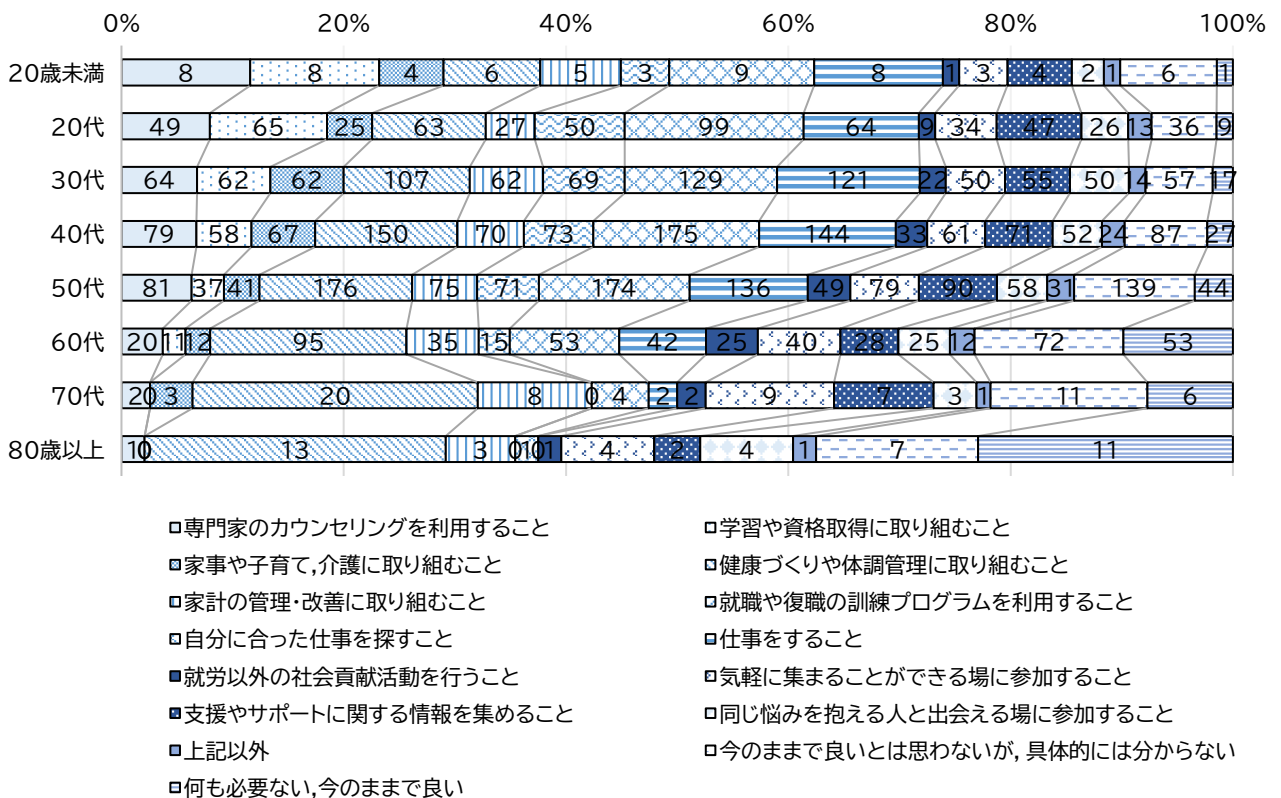 0% 20% 40% 60% 80% 100%
20歳未満 8 8 4 6 5 3 9 8 1 3 4 2 1 6 1
20代 49 65 25 63 27 50 99 64 9 34 47 26 13 36 9
30代 64 62 62 107 62 69 129 121 22 50 55 50 14 57 17
40代 79 58 67 150 70 73 175 144 33 61 71 52 24 87 27
50代 81 37 41 176 75 71 174 136 49 79 90 58 31 139 44
60代 20 11 12 95 35 15 53 42 25 40 28 25 12 72 53
70代 2 0 3 20 8 0 4 2 2 9 7 3 1 11 6
80歳以上 1 0 0 13 3 0 1 0 1 4 2 4 1 7 11
専門家のカウンセリングを利用すること 学習や資格取得に取り組むこと
家事や子育て,介護に取り組むこと 健康づくりや体調管理に取り組むこと
家計の管理・改善に取り組むこと 就職や復職の訓練プログラムを利用すること
自分に合った仕事を探すこと 仕事をすること
就労以外の社会貢献活動を行うこと 気軽に集まることができる場に参加すること
支援やサポートに関する情報を集めること 同じ悩みを抱える人と出会える場に参加すること
上記以外 今のままで良いとは思わないが,具体的には分からない
何も必要ない,今のままで良い